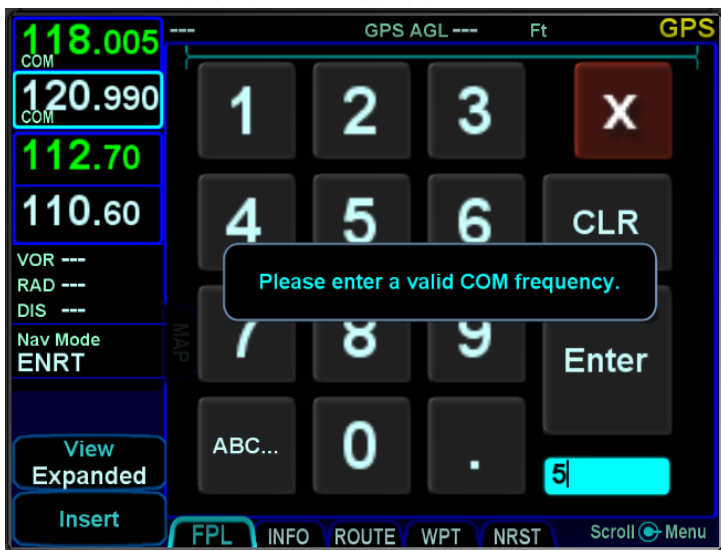 118.005
COM
--- GPS AGL --- Ft GPS
120.990
COM
112.70
110.60
VOR ---
RAD ---
DIS ---
Nav Mode
ENRT
MAP
View
Expanded
Insert
1 2 3 X
4 5 6 CLR
Please enter a valid COM frequency.
7 8 9 Enter
ABC... 0 .
5
FPL INFO ROUTE WPT NRST Scroll Menu